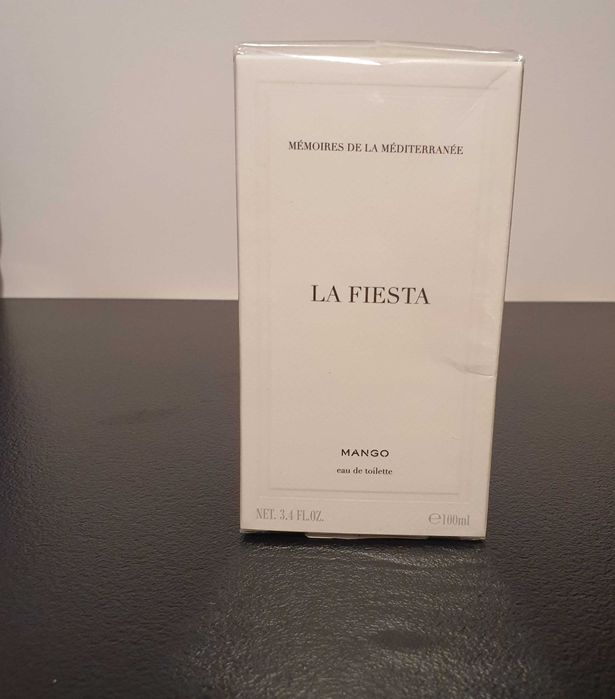 MÉMOIRES DE LA MÉDITERRANÉE
LA FIESTA
MANGO
eau de toilette
NET. 3.4 FL.OZ. ℮100ml